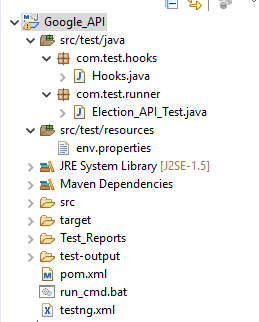 Google_API
src/test/java
com.test.hooks
Hooks.java
com.test.runner
Election_API_Test.java
src/test/resources
env.properties
JRE System Library [J2SE-1.5]
Maven Dependencies
src
target
Test_Reports
test-output
pom.xml
run_cmd.bat
testng.xml